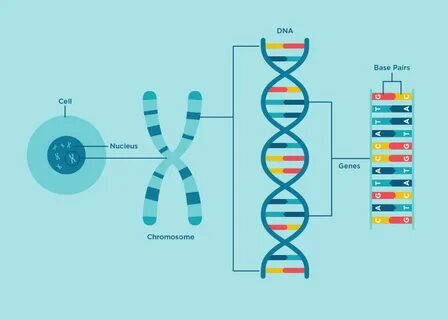 DNA
Base Pairs
Cell
Nucleus
Genes
Chromosome